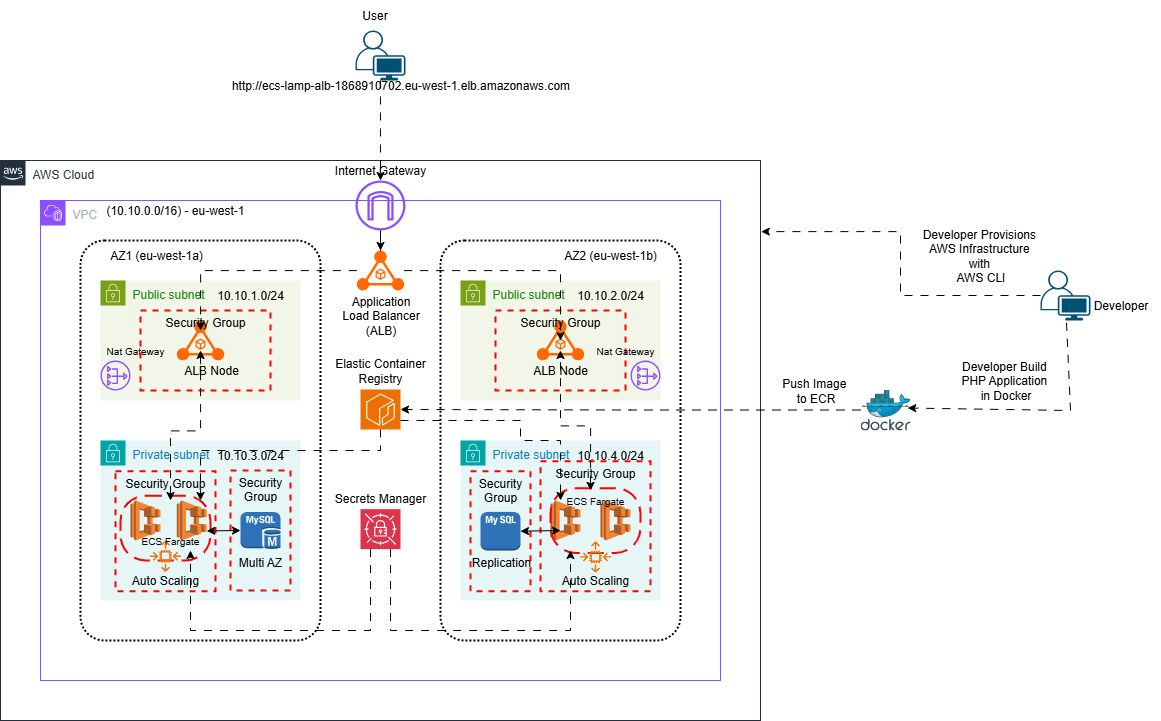 User
http://ecs-lamp-alb-1868910702.eu-west-1.elb.amazonaws.com
Internet Gateway
aws
AWS Cloud
VPC
(10.10.0.0/16) - eu-west-1
AZ1 (eu-west-1a)
AZ2 (eu-west-1b)
Public subnet
10.10.1.0/24
Application
Load Balancer
(ALB)
Public subnet
10.10.2.0/24
Security Group
Security Group
Nat Gateway
Nat Gateway
ALB Node
ALB Node
Elastic Container
Registry
Private subnet
10.10.3.0/24
Private subnet
10.10.4.0/24
Security Group
Security
Group
Security
Group
Security Group
Secrets Manager
ECS Fargate
ECS Fargate
MySQL
M
My SQL
Multi AZ
Replication
Auto Scaling
Auto Scaling
Developer Provisions
AWS Infrastructure
with
AWS CLI
Developer
Developer Build
PHP Application
in Docker
Push Image
to ECR
docker